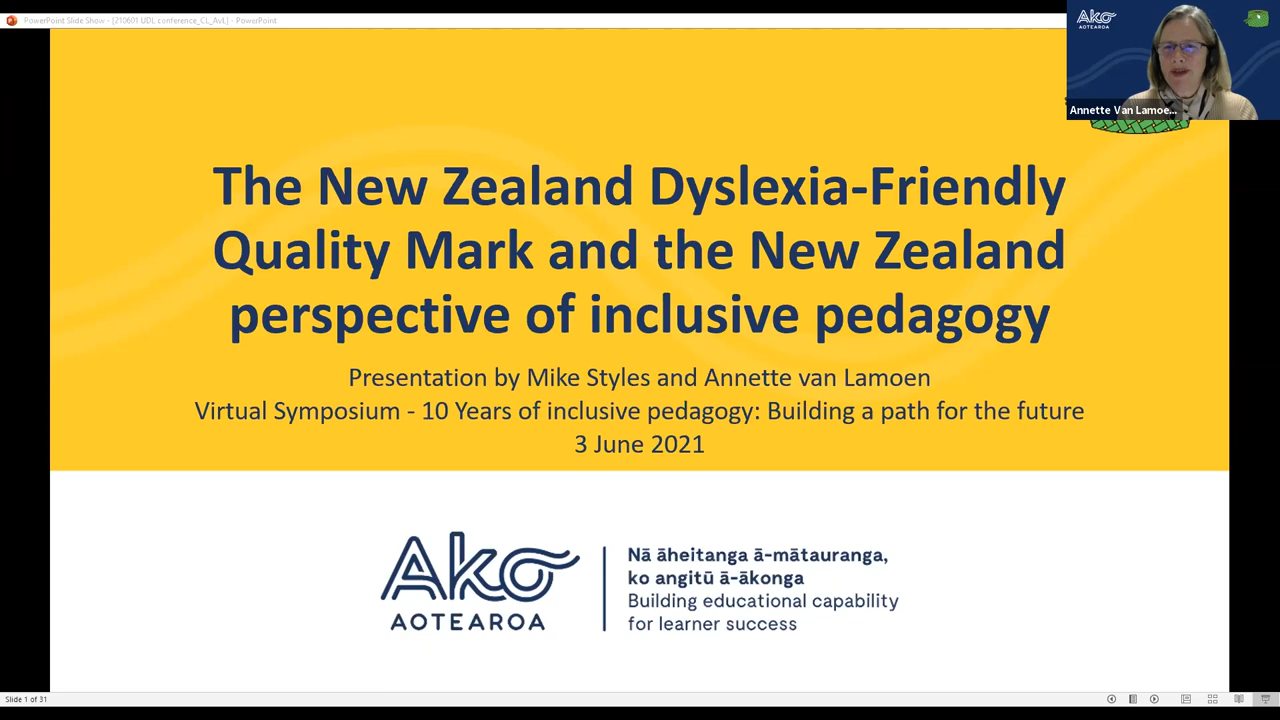 PowerPoint Slide Show - [210601 UDL conference_CL_AvL] - PowerPoint
Ako
AOTEAROA
Annette Van Lamoe...
The New Zealand Dyslexia-Friendly
Quality Mark and the New Zealand
perspective of inclusive pedagogy
Presentation by Mike Styles and Annette van Lamoen
Virtual Symposium - 10 Years of inclusive pedagogy: Building a path for the future
3 June 2021
Ako
AOTEAROA
Nā āheitanga ā-mātauranga,
ko angitū ā-ākonga
Building educational capability
for learner success
Slide 1 of 31